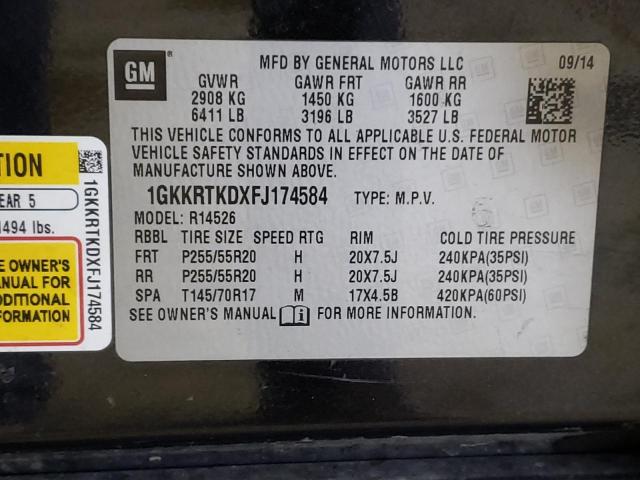 GM
MFD BY GENERAL MOTORS LLC 09/14
GVWR GAWR FRT GAWR RR
2908 KG 1450 KG 1600 KG
6411 LB 3196 LB 3527 LB
THIS VEHICLE CONFORMS TO ALL APPLICABLE U.S. FEDERAL MOTOR
VEHICLE SAFETY STANDARDS IN EFFECT ON THE DATE OF
MANUFACTURE SHOWN ABOVE.
1GKKRTKDXFJ174584 TYPE: M.P.V.
MODEL: R14526
RBBL TIRE SIZE SPEED RTG RIM COLD TIRE PRESSURE
FRT P255/55R20 H 20X7.5J 240KPA(35PSI)
RR P255/55R20 H 20X7.5J 240KPA(35PSI)
SPA T145/70R17 M 17X4.5B 420KPA(60PSI)
SEE OWNER'S MANUAL FOR MORE INFORMATION.
TION
EAR 5
1494 lbs.
E OWNER'S
MANUAL FOR
DDITIONAL
FORMATION
1GKKRTKDXFJ174584